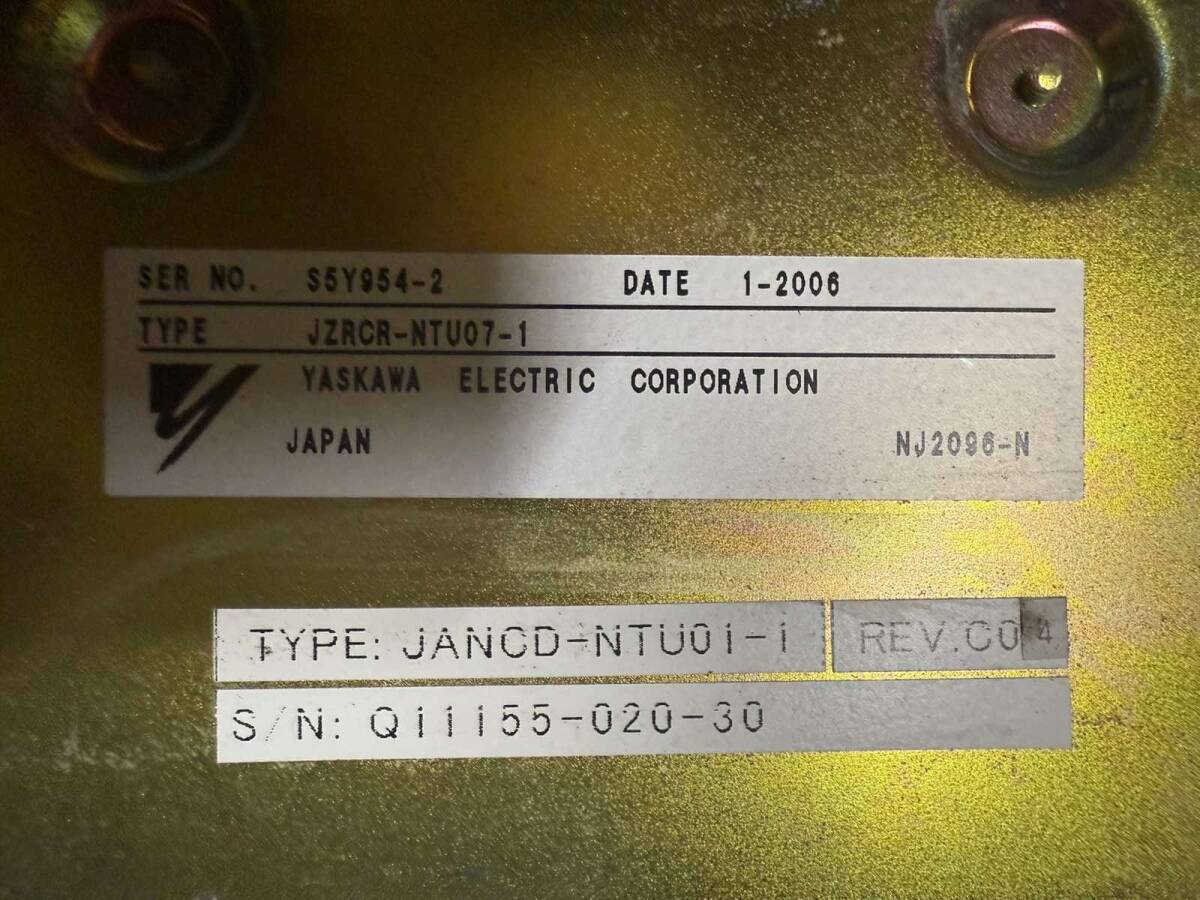 SER NO. S5Y954-2 DATE 1-2006
TYPE JZRCR-NTU07-1
YASKAWA ELECTRIC CORPORATION
JAPAN NJ2096-N
TYPE: JANCD-NTU01-1 REV.C04
S/N: Q11155-020-30